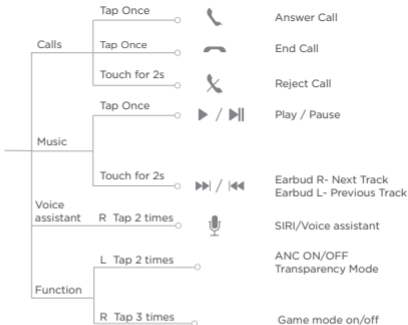 Tap Once
Answer Call
Calls
Tap Once
End Call
Touch for 2s
Reject Call
Tap Once
Play / Pause
Music
Touch for 2s
Earbud R- Next Track
Earbud L- Previous Track
Voice
assistant
R Tap 2 times
SIRI/Voice assistant
L Tap 2 times
ANC ON/OFF
Transparency Mode
Function
R Tap 3 times
Game mode on/off